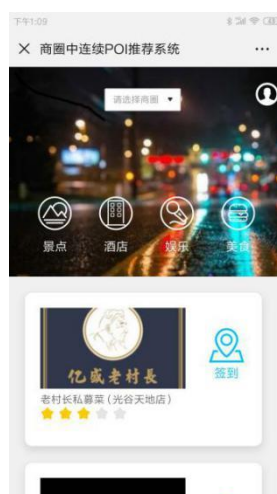 下午1:09
商圈中连续POI推荐系统
请选择商圈
景点 酒店 娱乐 美食
亿盛老村長
签到
老村长私募菜（光谷天地店）